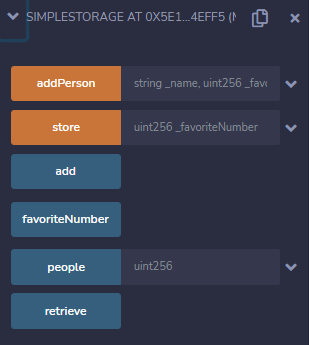 SIMPLESTORAGE AT 0X5E1...4EFF5 (
addPerson string _name, uint256 _favo
store uint256 _favoriteNumber
add
favoriteNumber
people uint256
retrieve